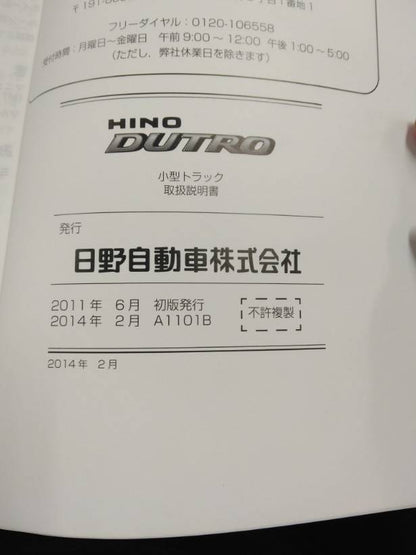 フリーダイヤル：0120-106558
受付時間：月曜日～金曜日 午前9:00～12:00 午後1:00～5:00
（ただし、弊社休業日を除きます）
HINO
DUTRO
小型トラック
取扱説明書
発行
日野自動車株式会社
2011年 6月 初版発行
2014年 2月 A1101B
不許複製
2014年 2月